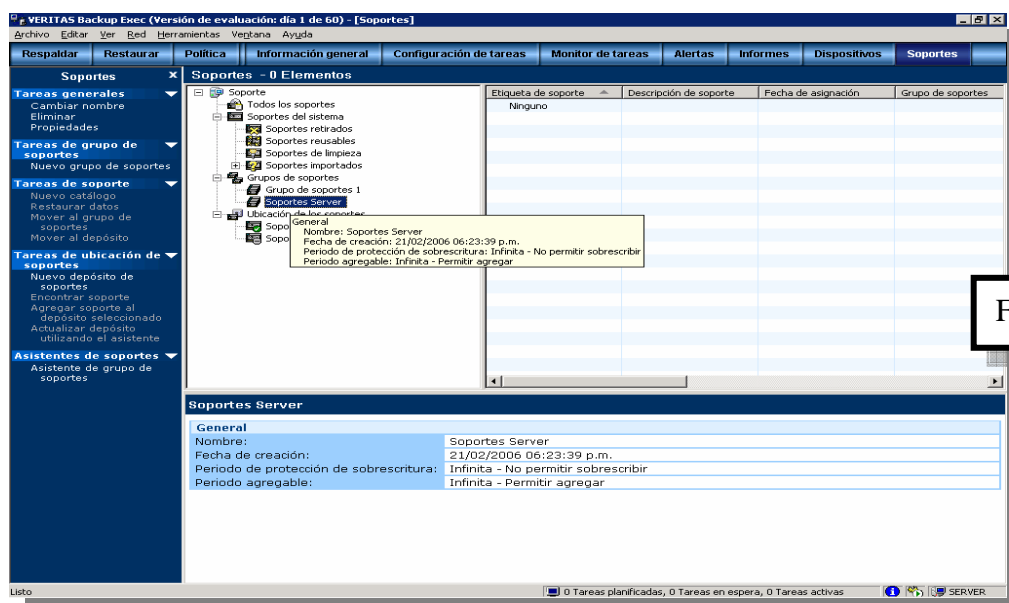 VERITAS Backup Exec (Versión de evaluación: día 1 de 60) - [Soportes]
Archivo Editar Ver Red Herramientas Ventana Ayuda
Respaldar Restaurar Política Información general Configuración de tareas Monitor de tareas Alertas Informes Dispositivos Soportes
Soportes x
Tareas generales
Cambiar nombre
Eliminar
Propiedades
Tareas de grupo de
soportes
Nuevo grupo de soportes
Tareas de soporte
Nuevo catálogo
Restaurar datos
Mover al grupo de
soportes
Mover al depósito
Tareas de ubicación de
soportes
Nuevo depósito de
soportes
Encontrar soporte
Agregar soporte al
depósito seleccionado
Actualizar depósito
utilizando el asistente
Asistentes de soportes
Asistente de grupo de
soportes
Soportes - 0 Elementos
Soporte
Todos los soportes
Soportes del sistema
Soportes retirados
Soportes reusables
Soportes de limpieza
Soportes importados
Grupos de soportes
Grupo de soportes 1
Soportes Server
Ubicación de los soportes
Sopo
Sopo
General
Nombre: Soportes Server
Fecha de creación: 21/02/2006 06:23:39 p.m.
Periodo de protección de sobrescritura: Infinita - No permitir sobrescribir
Periodo agregable: Infinita - Permitir agregar
Etiqueta de soporte Descripción de soporte Fecha de asignación Grupo de soportes
Ninguno
F
Soportes Server
General
Nombre: Soportes Server
Fecha de creación: 21/02/2006 06:23:39 p.m.
Periodo de protección de sobrescritura: Infinita - No permitir sobrescribir
Periodo agregable: Infinita - Permitir agregar
Listo 0 Tareas planificadas, 0 Tareas en espera, 0 Tareas activas SERVER